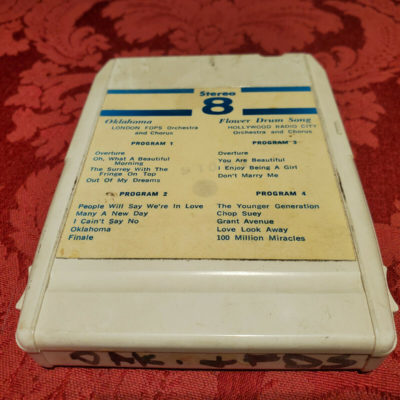 Stereo
8
Oklahoma
LONDON POPS Orchestra
and Chorus
PROGRAM 1
Overture
Oh, What A Beautiful
Morning
The Surrey With The
Fringe On Top
Out Of My Dreams
PROGRAM 2
People Will Say We're In Love
Many A New Day
I Cain't Say No
Oklahoma
Finale
Flower Drum Song
HOLLYWOOD RADIO CITY
Orchestra and Chorus
PROGRAM 3
Overture
You Are Beautiful
I Enjoy Being A Girl
Don't Marry Me
PROGRAM 4
The Younger Generation
Chop Suey
Grant Avenue
Love Look Away
100 Million Miracles